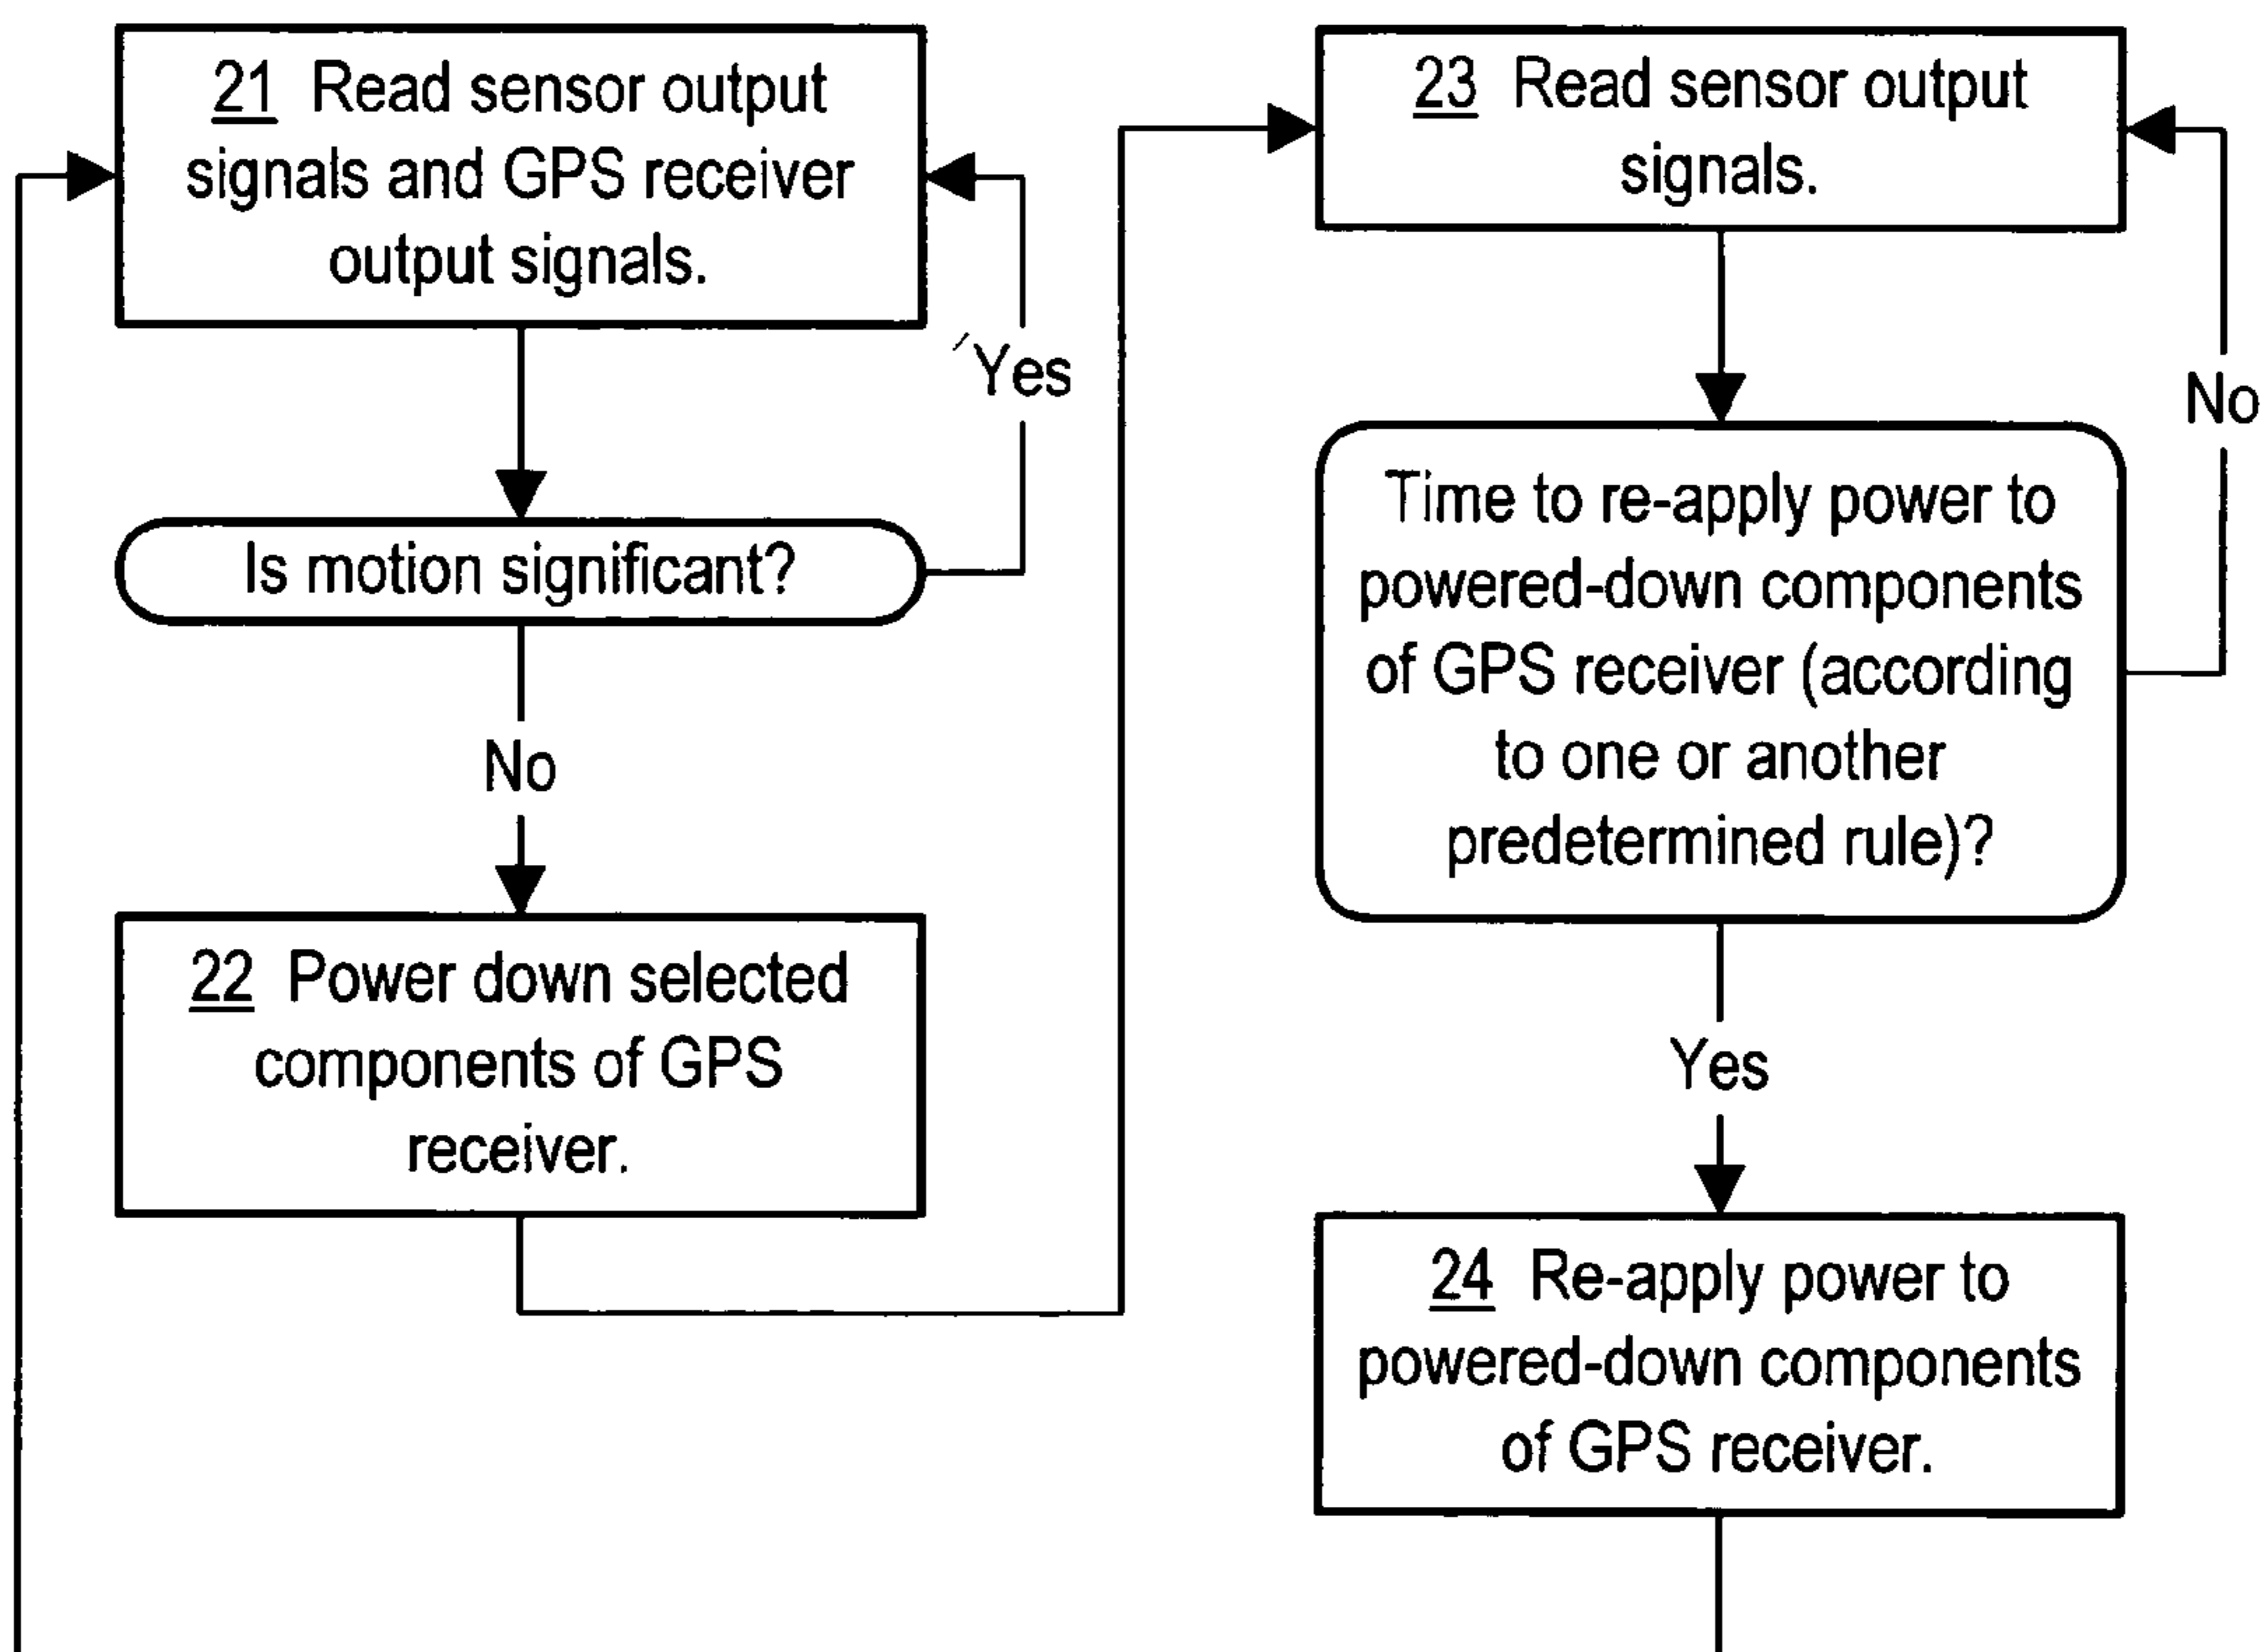 21 Read sensor output
signals and GPS receiver
output signals.
Yes
Is motion significant?
No
22 Power down selected
components of GPS
receiver.
23 Read sensor output
signals.
No
Time to re-apply power to
powered-down components
of GPS receiver (according
to one or another
predetermined rule)?
Yes
24 Re-apply power to
powered-down components
of GPS receiver.